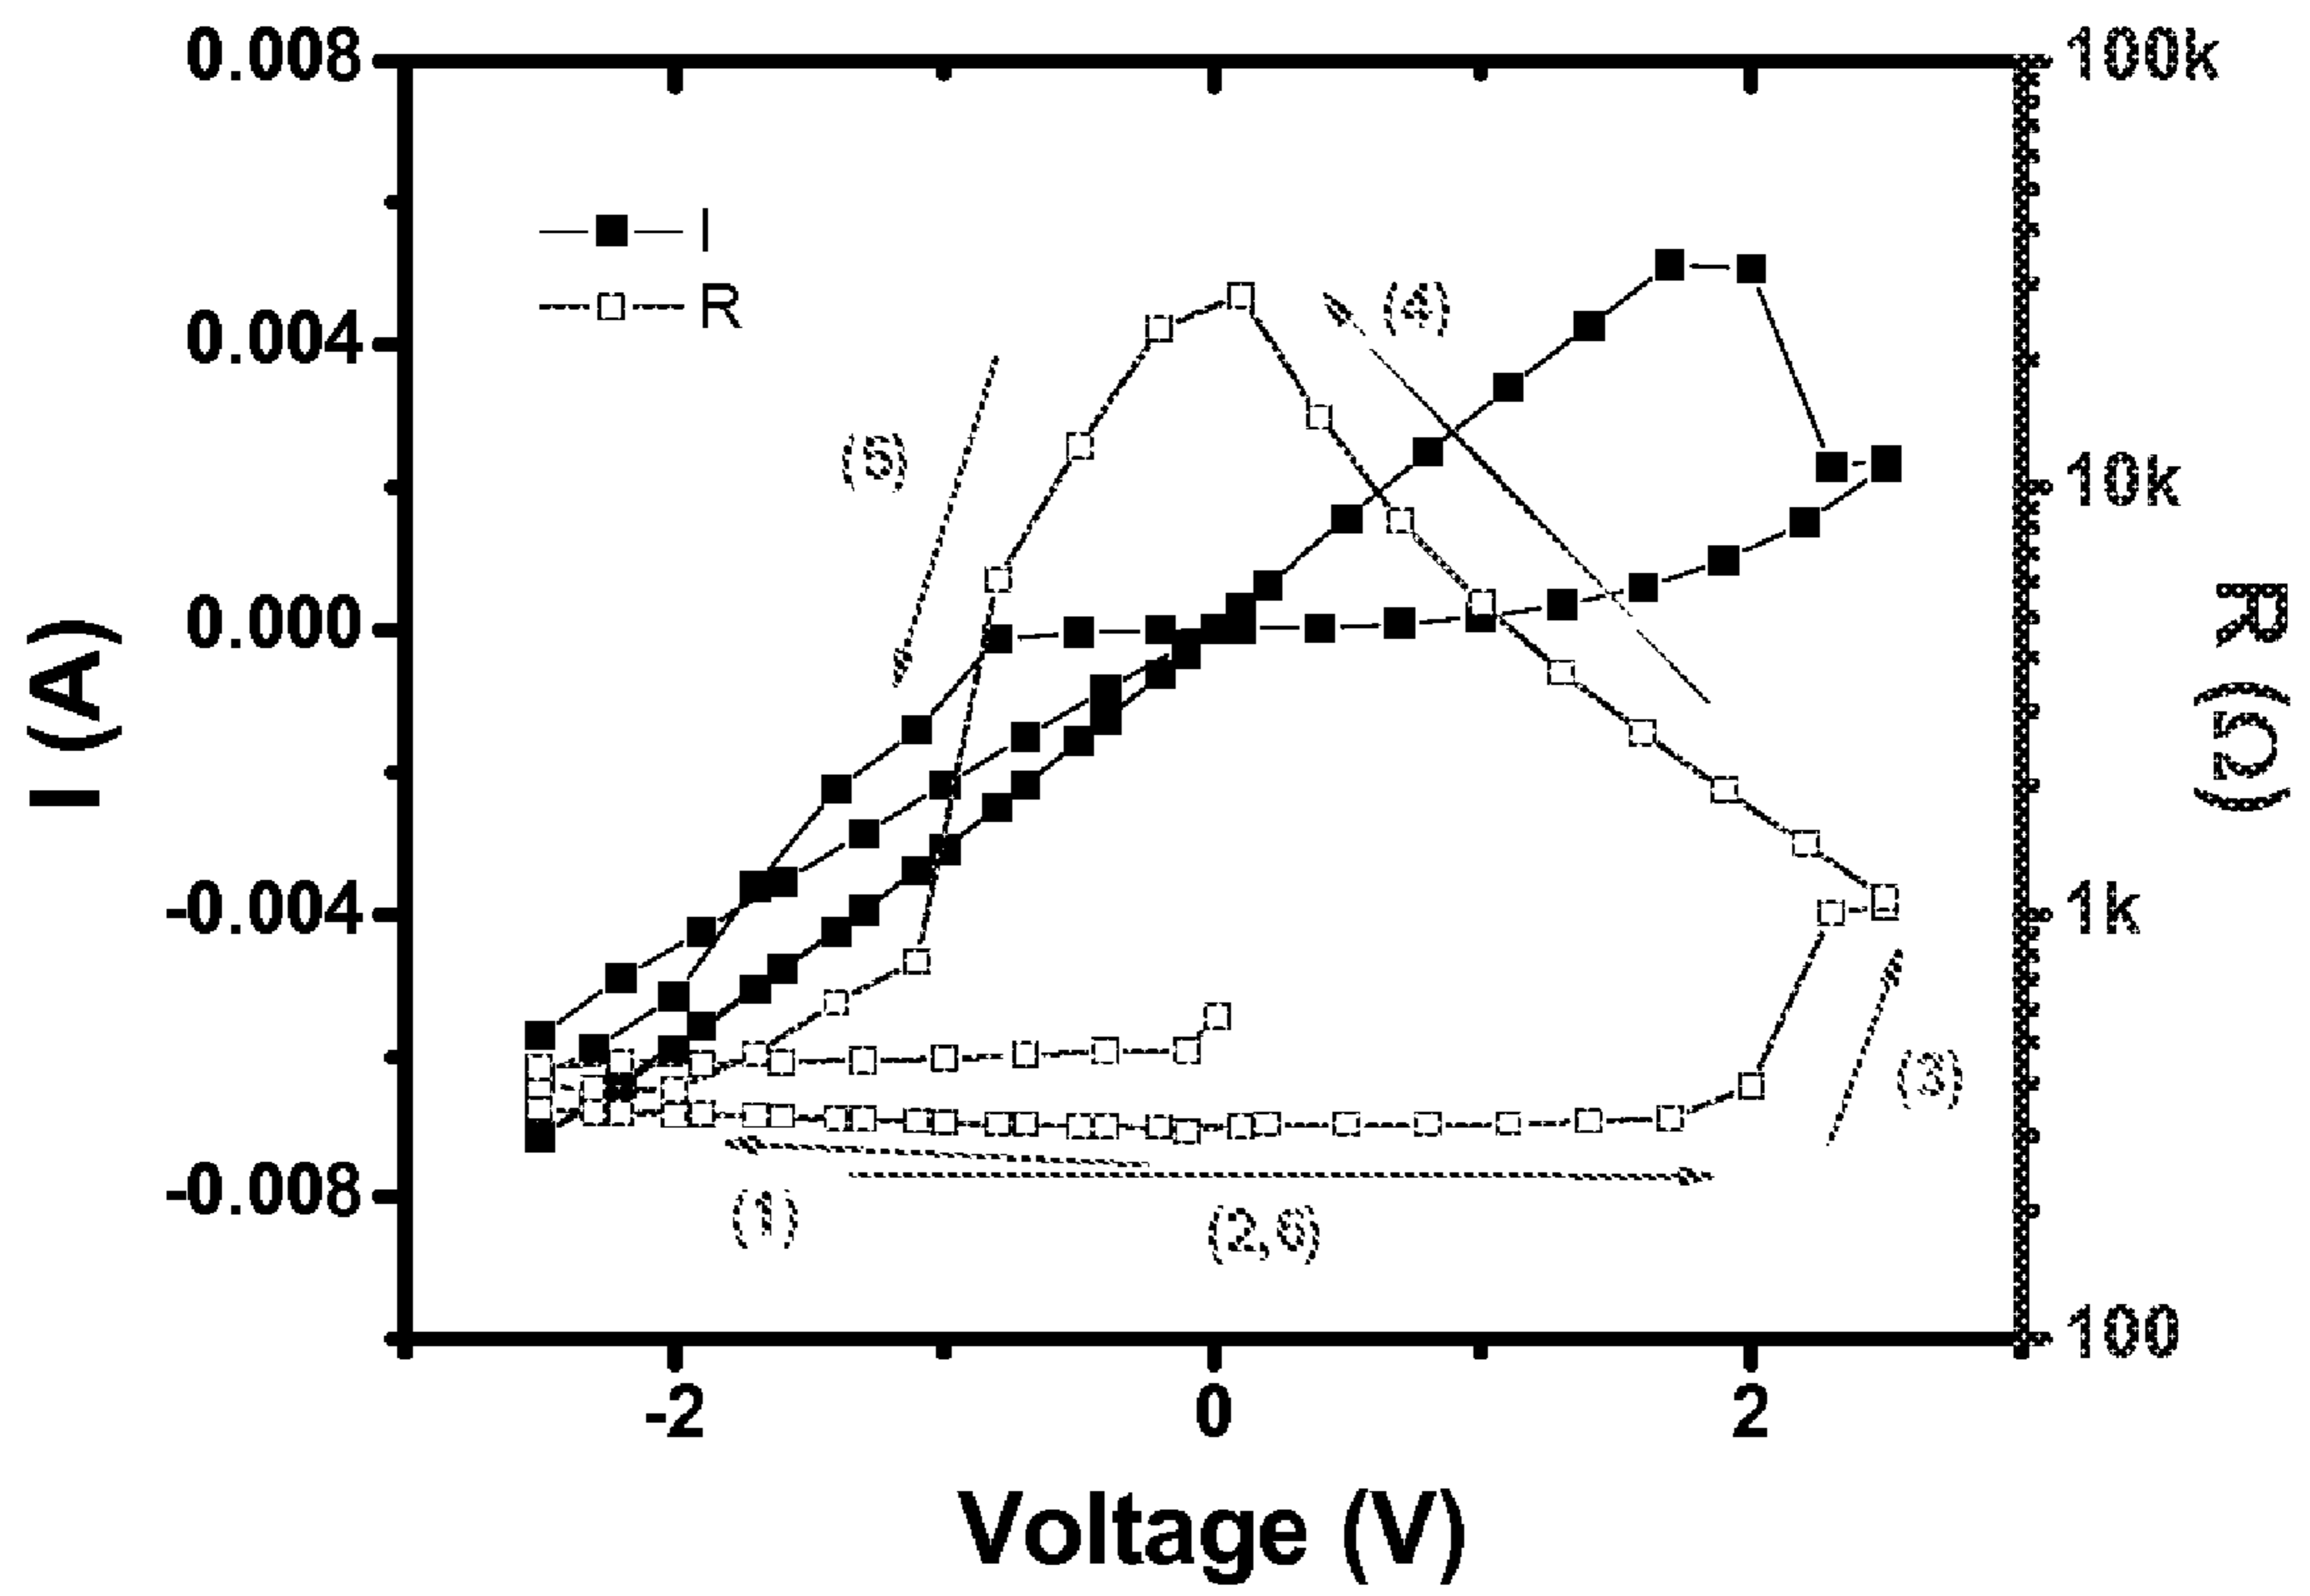 0.008
0.004
0.000
-0.004
-0.008
I (A)
I
R
(1)
(2,6)
(3)
(4)
(5)
100k
10k
1k
100
R (Ω)
-2
0
2
Voltage (V)